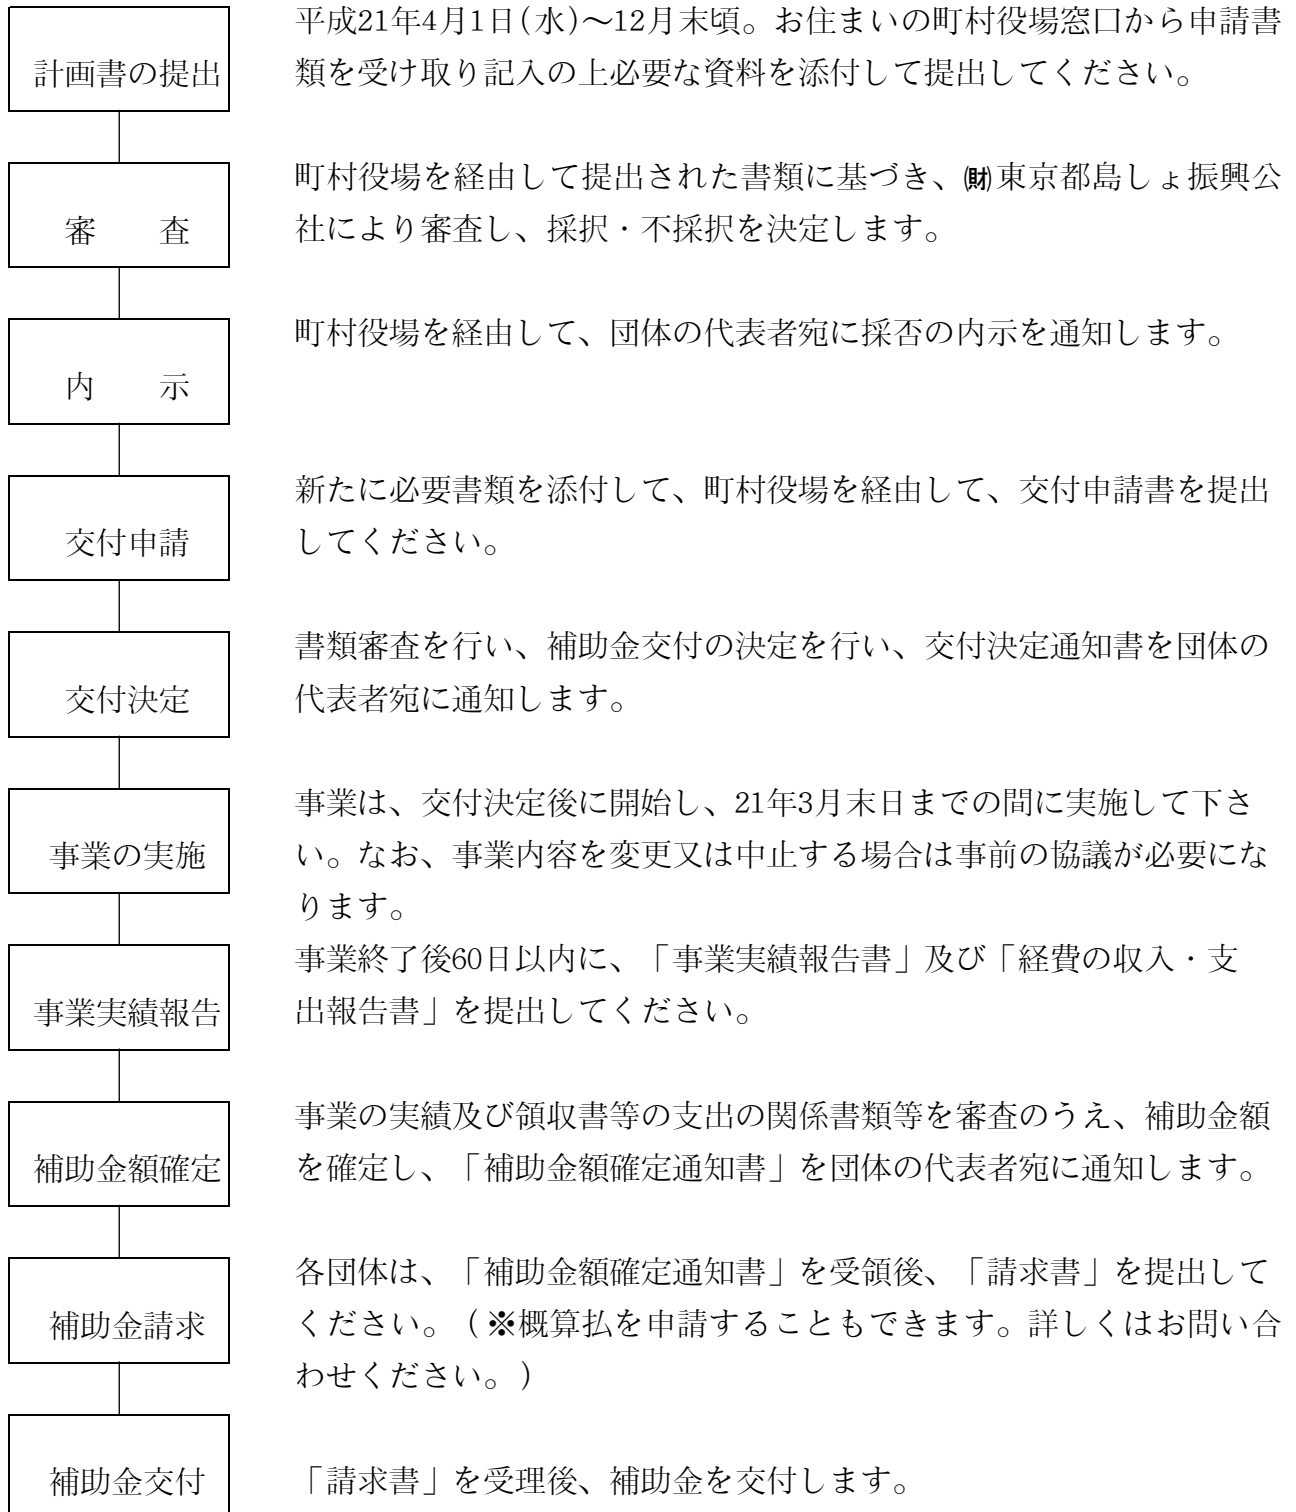 計画書の提出
平成21年4月1日(水)～12月末頃。お住まいの町村役場窓口から申請書
類を受け取り記入の上必要な資料を添付して提出してください。
審　　査
町村役場を経由して提出された書類に基づき、㈶東京都島しょ振興公
社により審査し、採択・不採択を決定します。
内　　示
町村役場を経由して、団体の代表者宛に採否の内示を通知します。
交付申請
新たに必要書類を添付して、町村役場を経由して、交付申請書を提出
してください。
交付決定
書類審査を行い、補助金交付の決定を行い、交付決定通知書を団体の
代表者宛に通知します。
事業の実施
事業は、交付決定後に開始し、21年3月末日までの間に実施して下さ
い。なお、事業内容を変更又は中止する場合は事前の協議が必要にな
ります。
事業実績報告
事業終了後60日以内に、「事業実績報告書」及び「経費の収入・支
出報告書」を提出してください。
補助金額確定
事業の実績及び領収書等の支出の関係書類等を審査のうえ、補助金額
を確定し、「補助金額確定通知書」を団体の代表者宛に通知します。
補助金請求
各団体は、「補助金額確定通知書」を受領後、「請求書」を提出して
ください。（※概算払を申請することもできます。詳しくはお問い合
わせください。）
補助金交付
「請求書」を受理後、補助金を交付します。